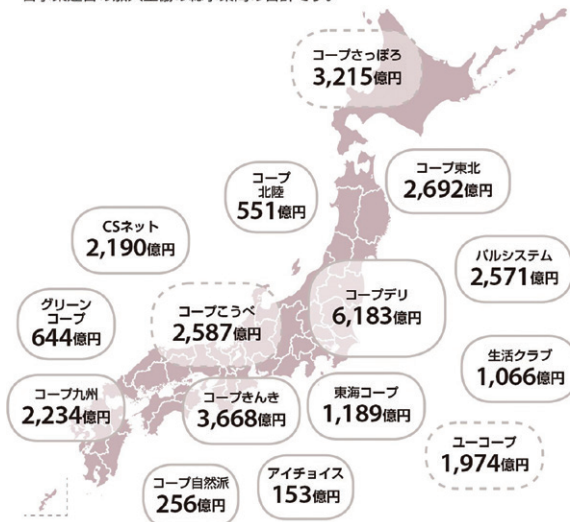 コープさっぽろ
3,215億円
コープ東北
2,692億円
コープ
北陸
551億円
CSネット
2,190億円
パルシステム
2,571億円
コープデリ
6,183億円
コープこうべ
2,587億円
グリーン
コープ
644億円
生活クラブ
1,066億円
コープ九州
2,234億円
コープきんき
3,668億円
東海コープ
1,189億円
ユーコープ
1,974億円
コープ自然派
256億円
アイチョイス
153億円